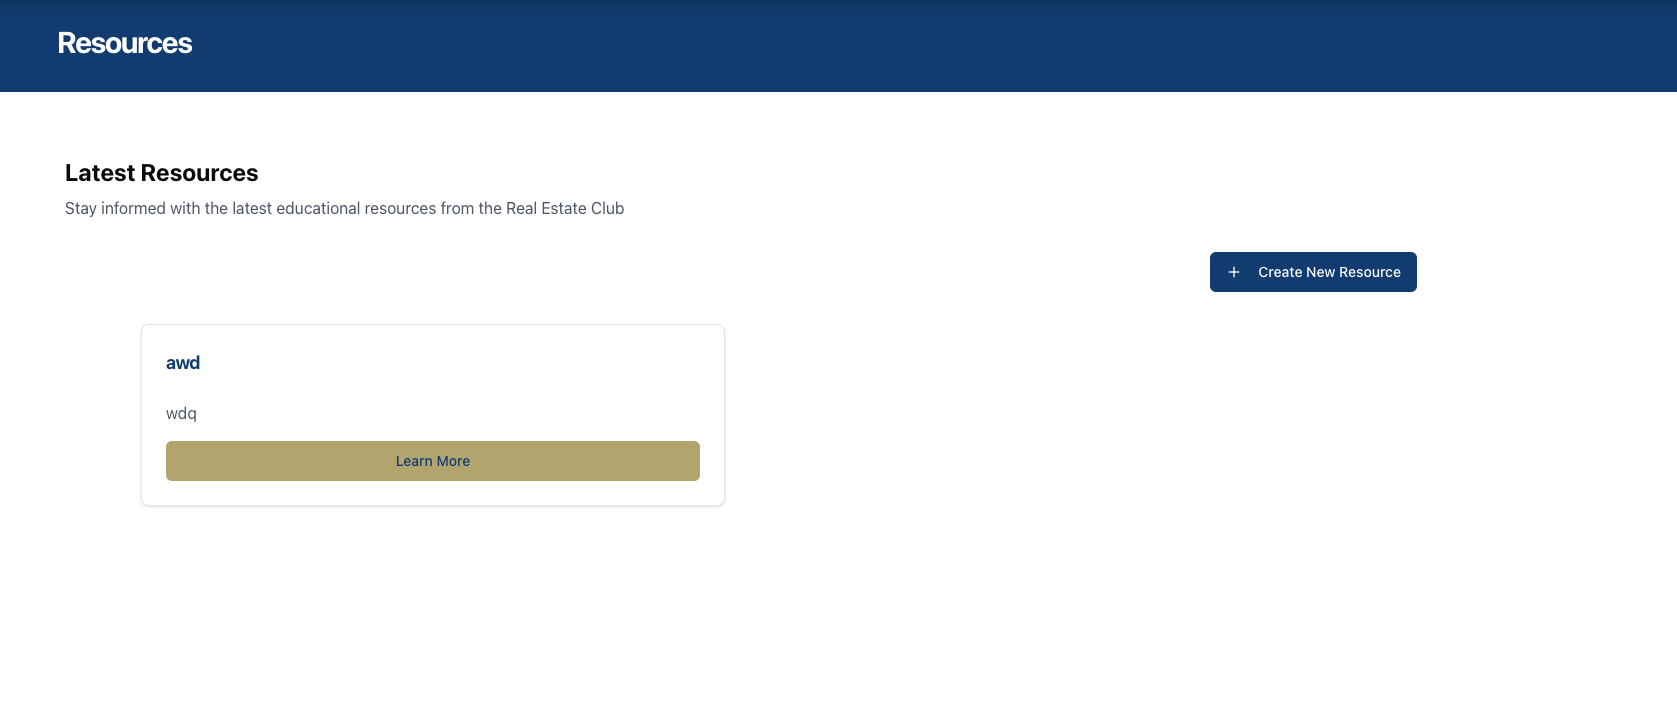 Resources
Latest Resources
Stay informed with the latest educational resources from the Real Estate Club
Create New Resource
awd
wdq
Learn More